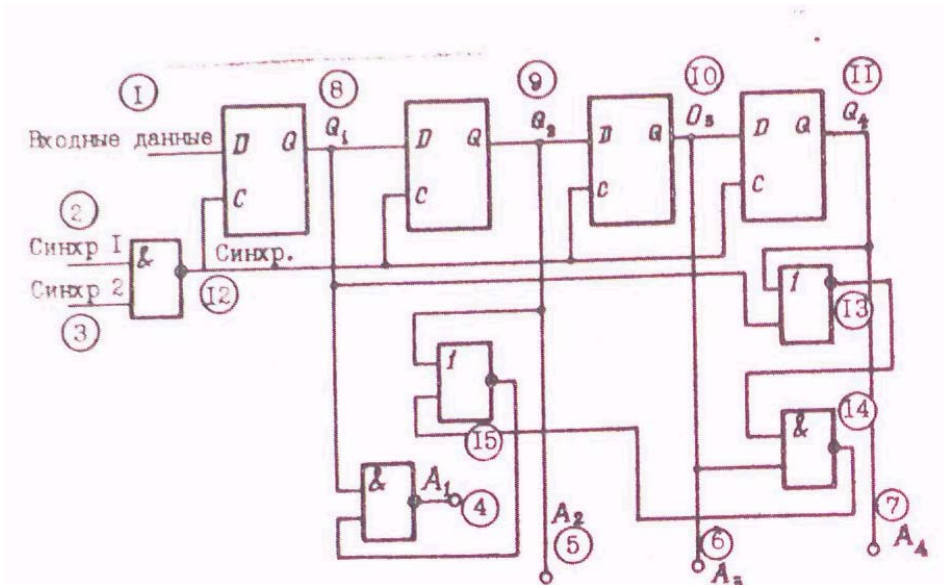 1 8 9 10 11
Q₁ Q₂ Q₃ Q₄
Входные данные
D Q D Q D Q D Q
C C C C
2
Синхр 1
&
Синхр.
Синхр 2
12
3
1
13
1
14
&
15
&
A₁
4
A₂
5
6
7
A₃
A₄